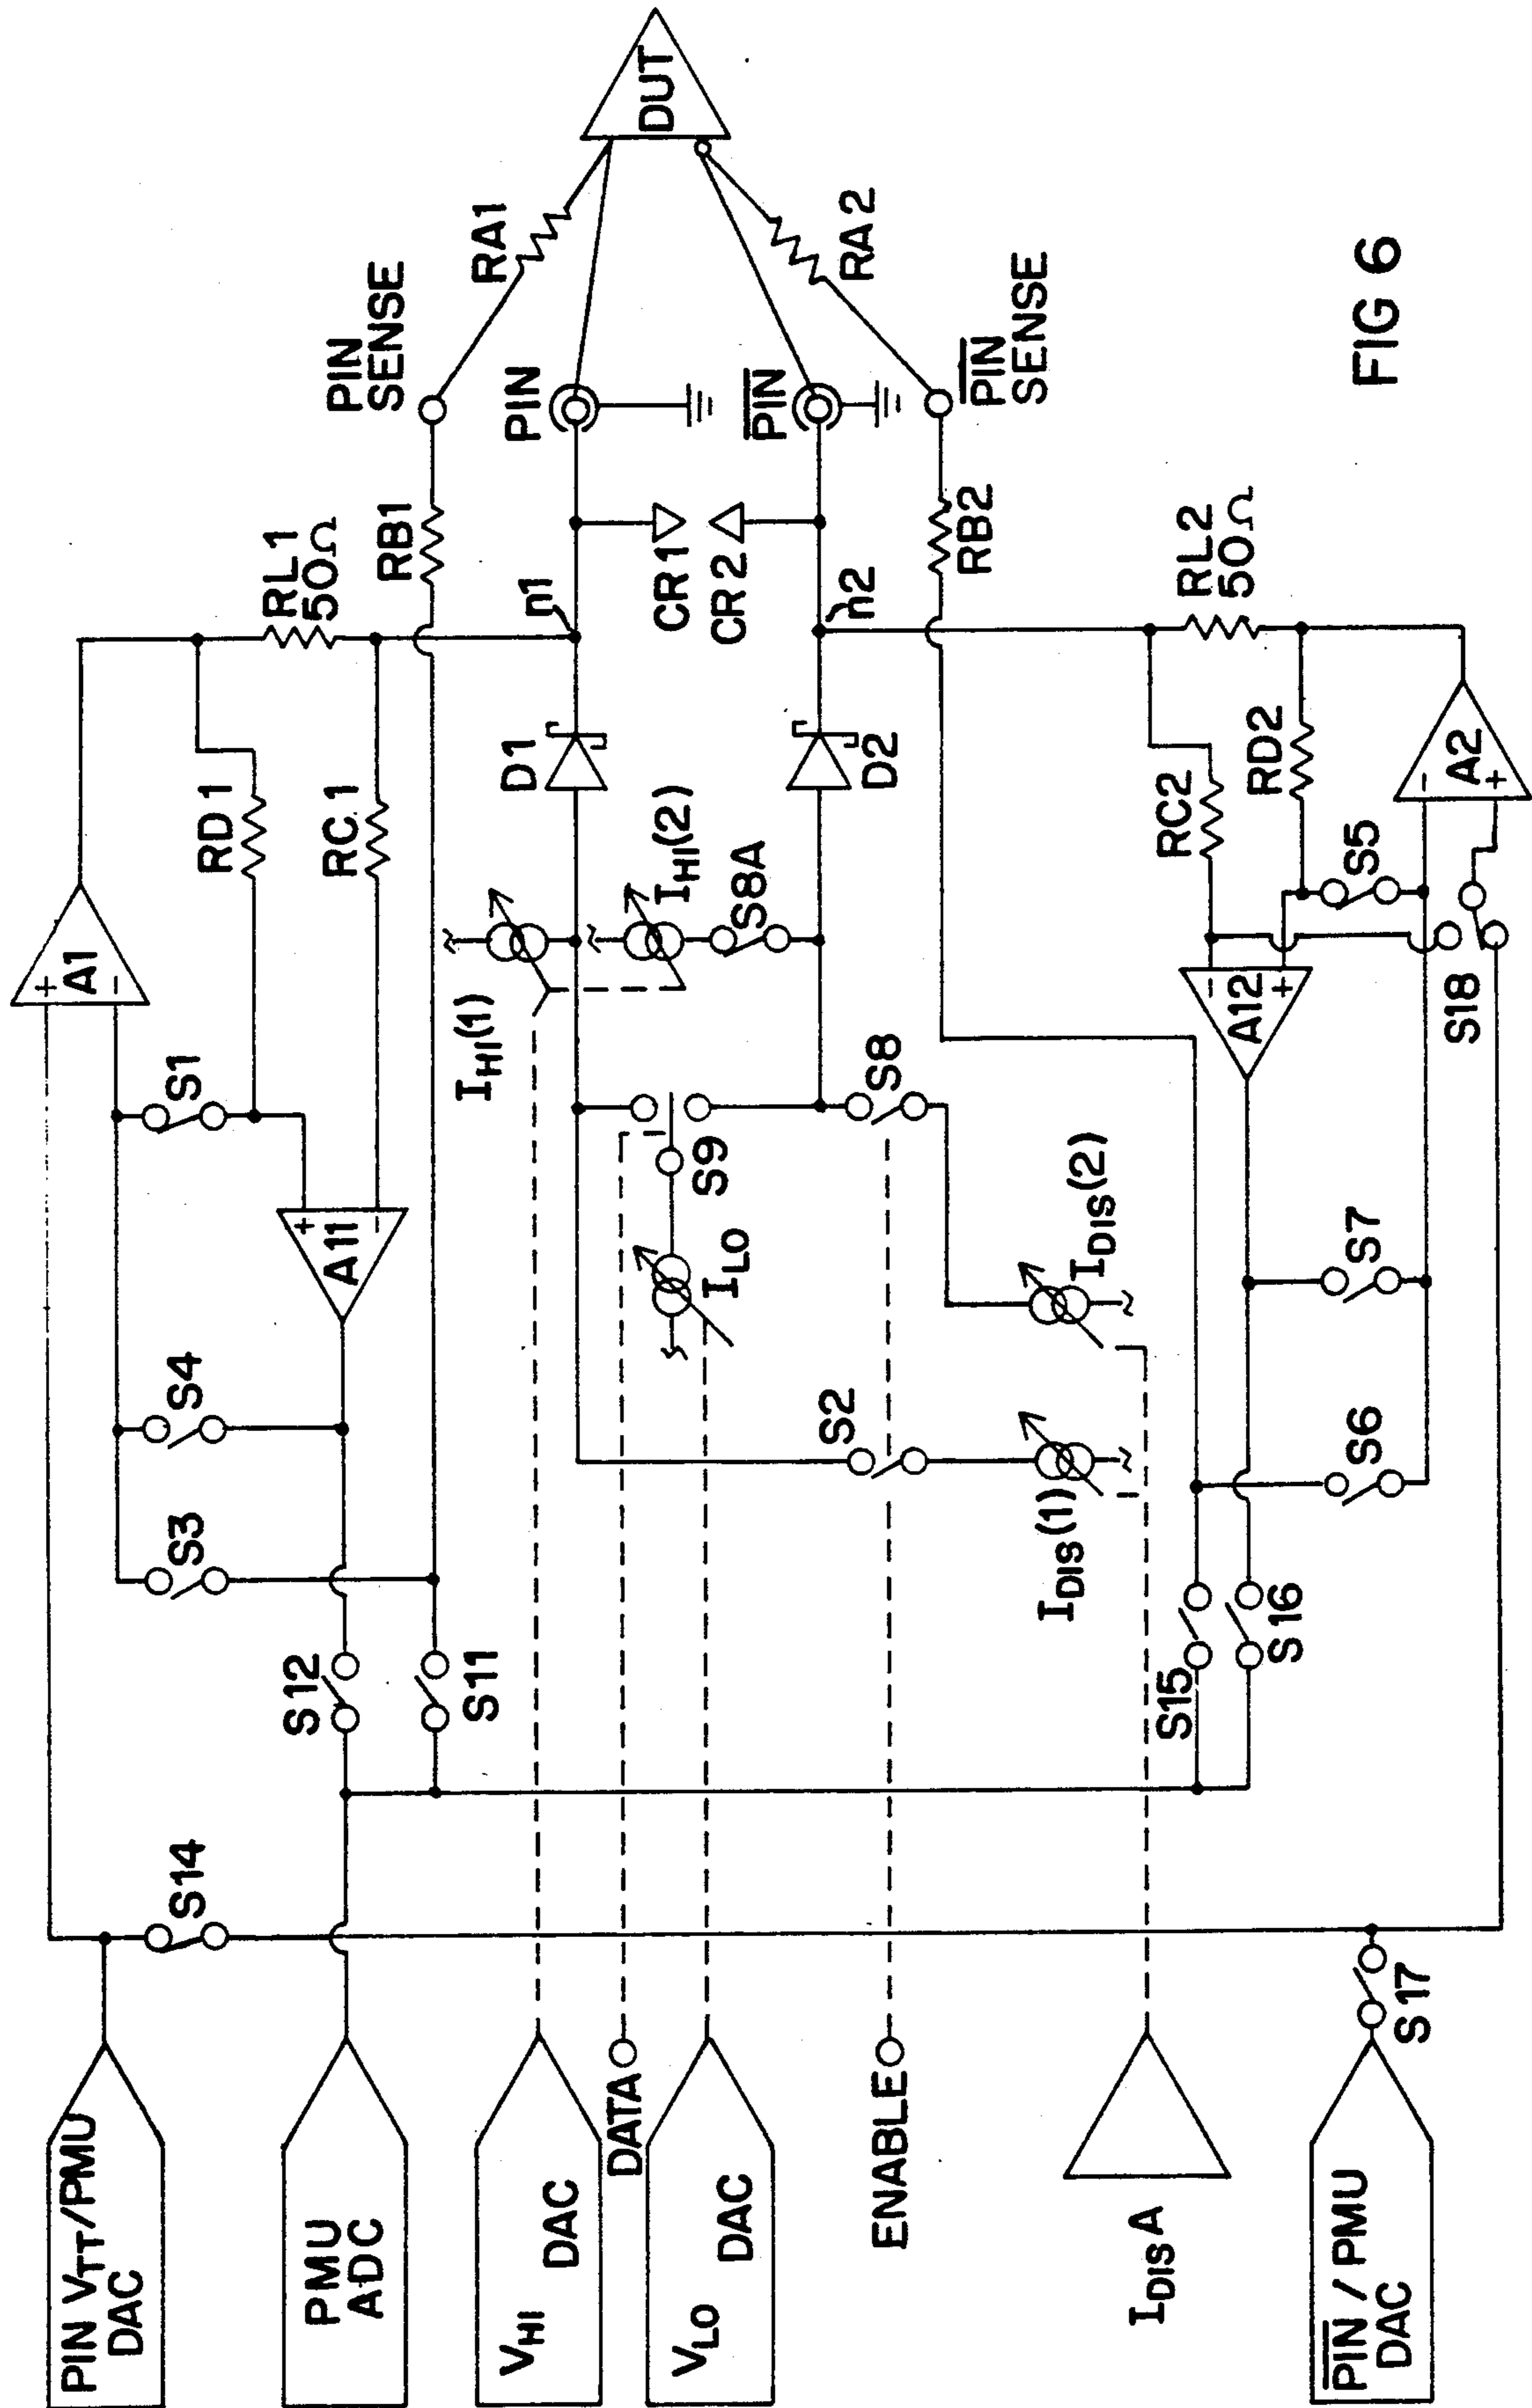 PIN VTT/PMU
DAC
PMU
ADC
VHI DAC
DATA
VLO DAC
ENABLE
IDISA
PIN / PMU
DAC
S14
S17
S12
S11
S15
S16
S3
S4
S1
A1
+
-
A11
+
-
RD1
RC1
RL1
50Ω
RB1
PIN
SENSE
RA1
IHI(1)
IHI(2)
S8A
D1
n1
PIN
CR1
CR2
PIN
n2
D2
DUT
S9
ILO
S2
S8
IDIS(1)
IDIS(2)
RA2
PIN
SENSE
RB2
RL2
50Ω
RC2
RD2
S5
A12
-
+
A2
-
+
S18
S7
S6
FIG 6